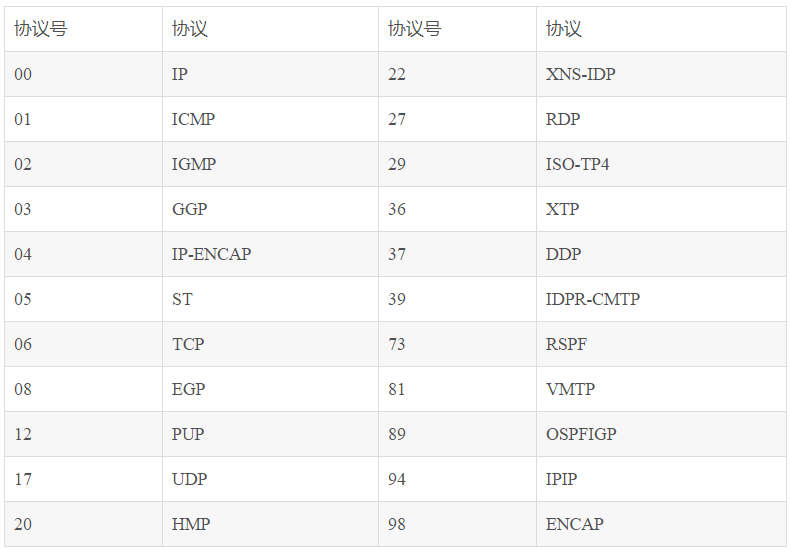 协议号 协议 协议号 协议
00 IP 22 XNS-IDP
01 ICMP 27 RDP
02 IGMP 29 ISO-TP4
03 GGP 36 XTP
04 IP-ENCAP 37 DDP
05 ST 39 IDPR-CMTP
06 TCP 73 RSPF
08 EGP 81 VMTP
12 PUP 89 OSPFIGP
17 UDP 94 IPIP
20 HMP 98 ENCAP